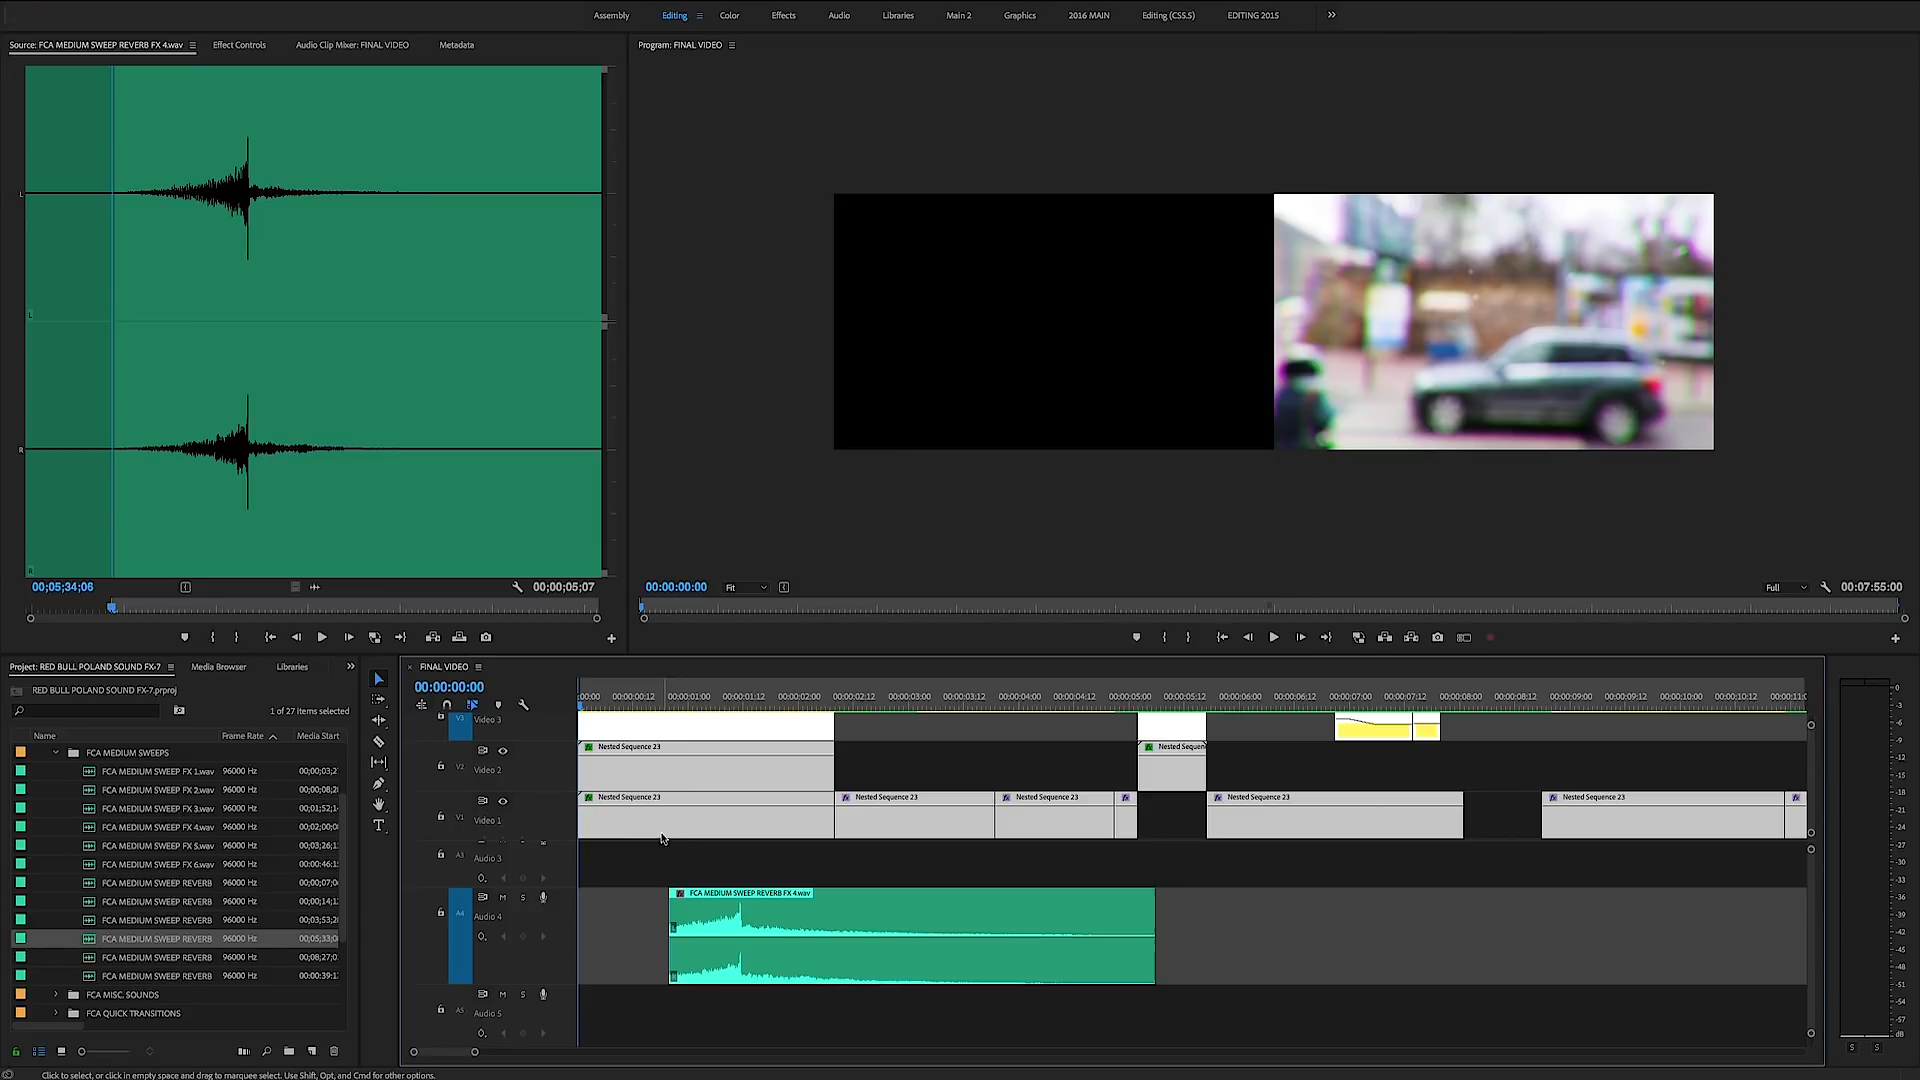 Assembly Editing Color Effects Audio Libraries Main 2 Graphics 2016 MAIN Editing (CS5.5) EDITING 2015
Source: FCA MEDIUM SWEEP REVERB FX 4.wav Effect Controls Audio Clip Mixer: FINAL VIDEO Metadata
Program: FINAL VIDEO
L
L
R
R
00;05;34;06 00;00;05;07
00:00:00:00 Fit Full 00:07:55:00
Project: RED BULL POLAND SOUND FX-7 Media Browser Libraries
RED BULL POLAND SOUND FX-7.prproj
1 of 27 items selected
Name Frame Rate Media Start
FCA MEDIUM SWEEPS
FCA MEDIUM SWEEP FX 1.wav 96000 Hz 00;00;03;2
FCA MEDIUM SWEEP FX 2.wav 96000 Hz 00;00;08;2
FCA MEDIUM SWEEP FX 3.wav 96000 Hz 00;01;52;1
FCA MEDIUM SWEEP FX 4.wav 96000 Hz 00;02;00;0
FCA MEDIUM SWEEP FX 5.wav 96000 Hz 00;03;26;1
FCA MEDIUM SWEEP FX 6.wav 96000 Hz 00:00:46:1
FCA MEDIUM SWEEP REVERB 96000 Hz 00;00;07;0
FCA MEDIUM SWEEP REVERB 96000 Hz 00;00;14;1
FCA MEDIUM SWEEP REVERB 96000 Hz 00;03;53;2
FCA MEDIUM SWEEP REVERB 96000 Hz 00;05;33;0
FCA MEDIUM SWEEP REVERB 96000 Hz 00;08;27;0
FCA MEDIUM SWEEP REVERB 96000 Hz 00:00:39:1
FCA MISC. SOUNDS
FCA QUICK TRANSITIONS
FINAL VIDEO
00:00:00:00
:00:00 00:00:00:12 00:00:01:00 00:00:01:12 00:00:02:00 00:00:02:12 00:00:03:00 00:00:03:12 00:00:04:00 00:00:04:12 00:00:05:00 00:00:05:12 00:00:06:00 00:00:06:12 00:00:07:00 00:00:07:12 00:00:08:00 00:00:08:12 00:00:09:00 00:00:09:12 00:00:10:00 00:00:10:12 00:00:11:0
V3 Video 3
Nested Sequence 23 Nested Sequen
V2 Video 2
Nested Sequence 23 Nested Sequence 23 Nested Sequence 23 Nested Sequence 23 Nested Sequence 23
V1 Video 1
A3 Audio 3
M S FCA MEDIUM SWEEP REVERB FX 4.wav
A4 Audio 4
M S
A5 Audio 5
0
-3
-6
-9
-12
-15
-18
-21
-24
-27
-30
-33
-36
-39
-42
-45
-48
-51
-54
-57
S S
Click to select, or click in empty space and drag to marquee select. Use Shift, Opt, and Cmd for other options.